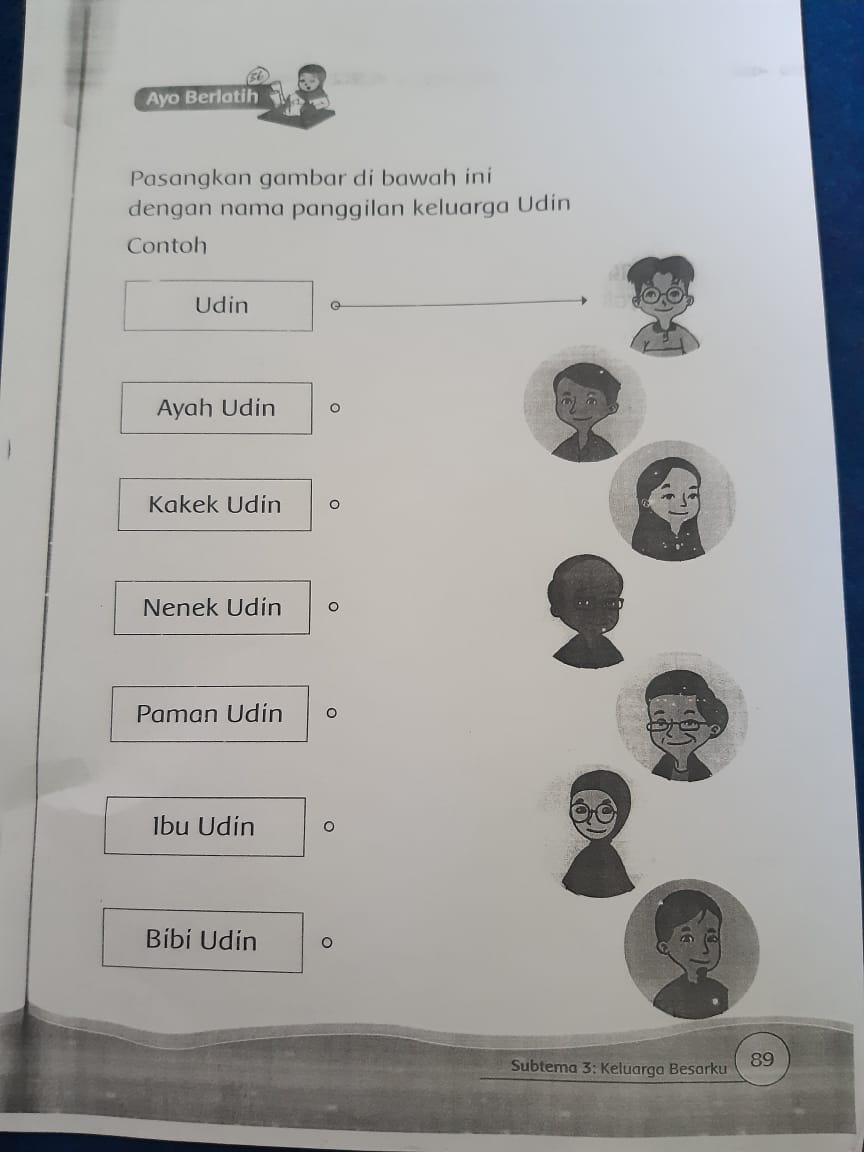 36
Ayo Berlatih
Pasangkan gambar di bawah ini
dengan nama panggilan keluarga Udin
Contoh
Udin
Ayah Udin
Kakek Udin
Nenek Udin
Paman Udin
Ibu Udin
Bibi Udin
Subtema 3: Keluarga Besarku
89